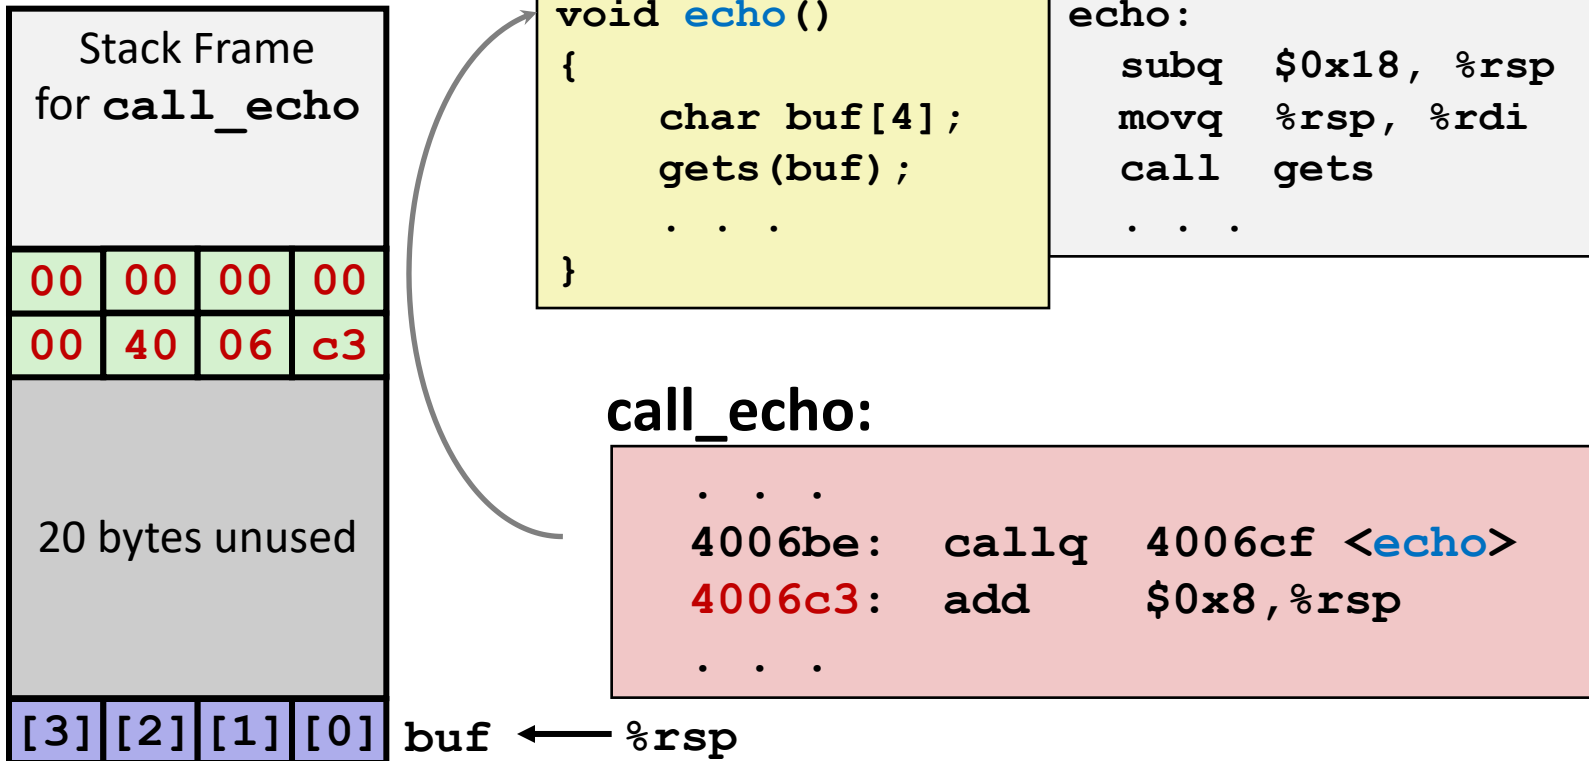 Stack Frame
for call_echo
00 00 00 00
00 40 06 c3
20 bytes unused
[3] [2] [1] [0] buf ← %rsp
void echo()
{
char buf[4];
gets(buf);
. . .
}
echo:
subq $0x18, %rsp
movq %rsp, %rdi
call gets
. . .
call_echo:
. . .
4006be: callq 4006cf <echo>
4006c3: add $0x8,%rsp
. . .